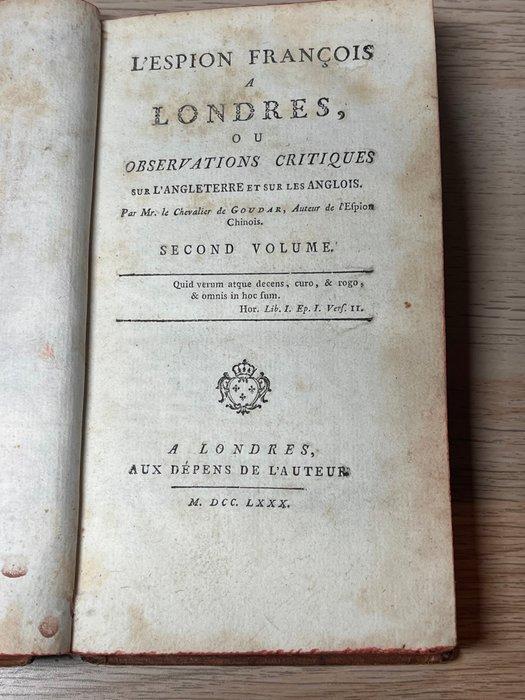 L'ESPION FRANÇOIS
A
LONDRES,
OU
OBSERVATIONS CRITIQUES
SUR L'ANGLETERRE ET SUR LES ANGLOIS.
Par Mr. le Chevalier de GOUDAR, Auteur de l'Espion
Chinois.
SECOND VOLUME.
Quid verum atque decens, curo, & rogo,
& omnis in hoc sum.
Hor. Lib. I. Ep. I. Vers. II.
A LONDRES,
AUX DÉPENS DE L'AUTEUR.
M. DCC. LXXX.